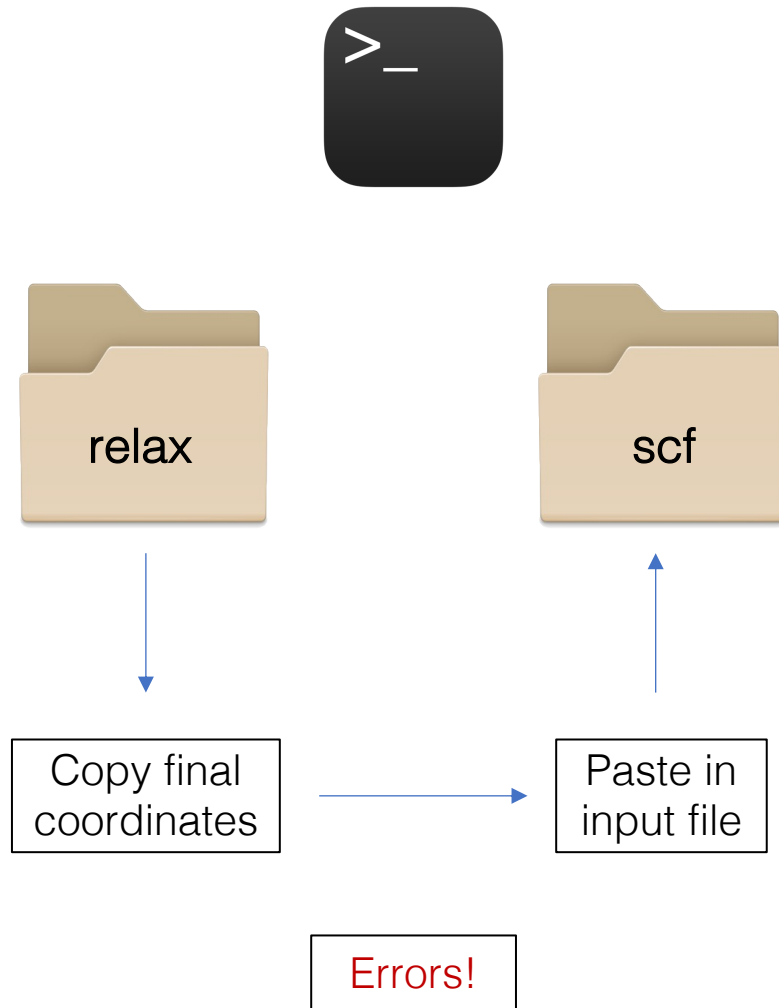 >_
relax
scf
Copy final
coordinates
Paste in
input file
Errors!